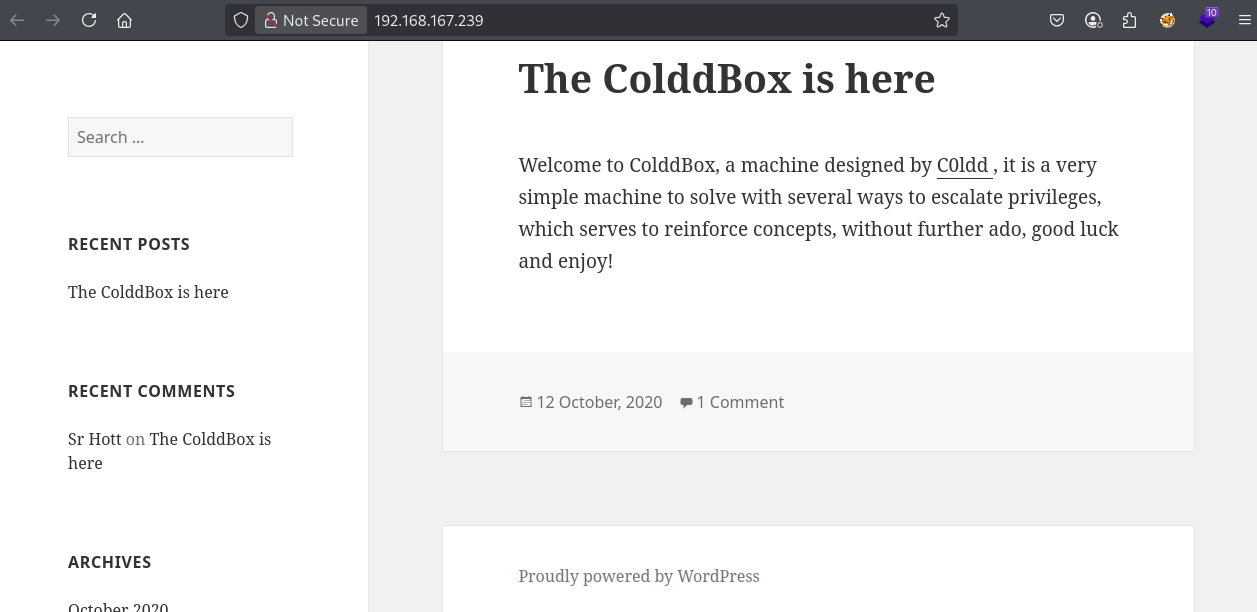 Not Secure 192.168.167.239
10
Search ...
RECENT POSTS
The ColddBox is here
RECENT COMMENTS
Sr Hott on The ColddBox is
here
ARCHIVES
October 2020
The ColddBox is here
Welcome to ColddBox, a machine designed by C0ldd , it is a very
simple machine to solve with several ways to escalate privileges,
which serves to reinforce concepts, without further ado, good luck
and enjoy!
12 October, 2020 1 Comment
Proudly powered by WordPress